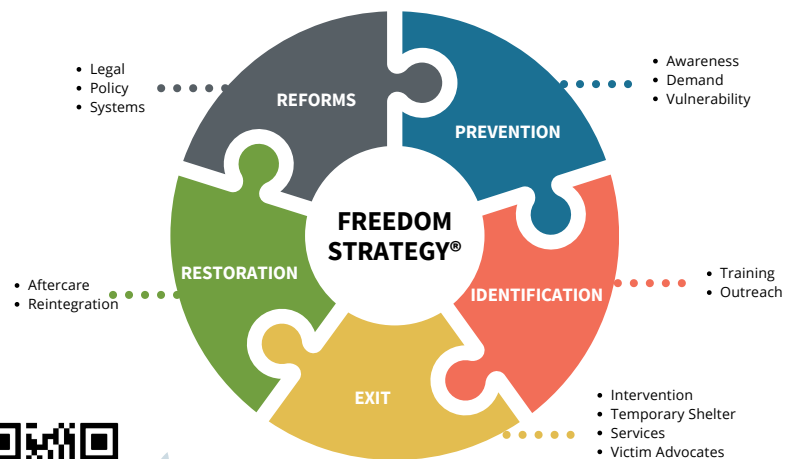 • Legal
• Policy
• Systems
REFORMS
PREVENTION
• Awareness
• Demand
• Vulnerability
FREEDOM
STRATEGY®
RESTORATION
• Aftercare
• Reintegration
IDENTIFICATION
• Training
• Outreach
EXIT
• Intervention
• Temporary Shelter
• Services
• Victim Advocates